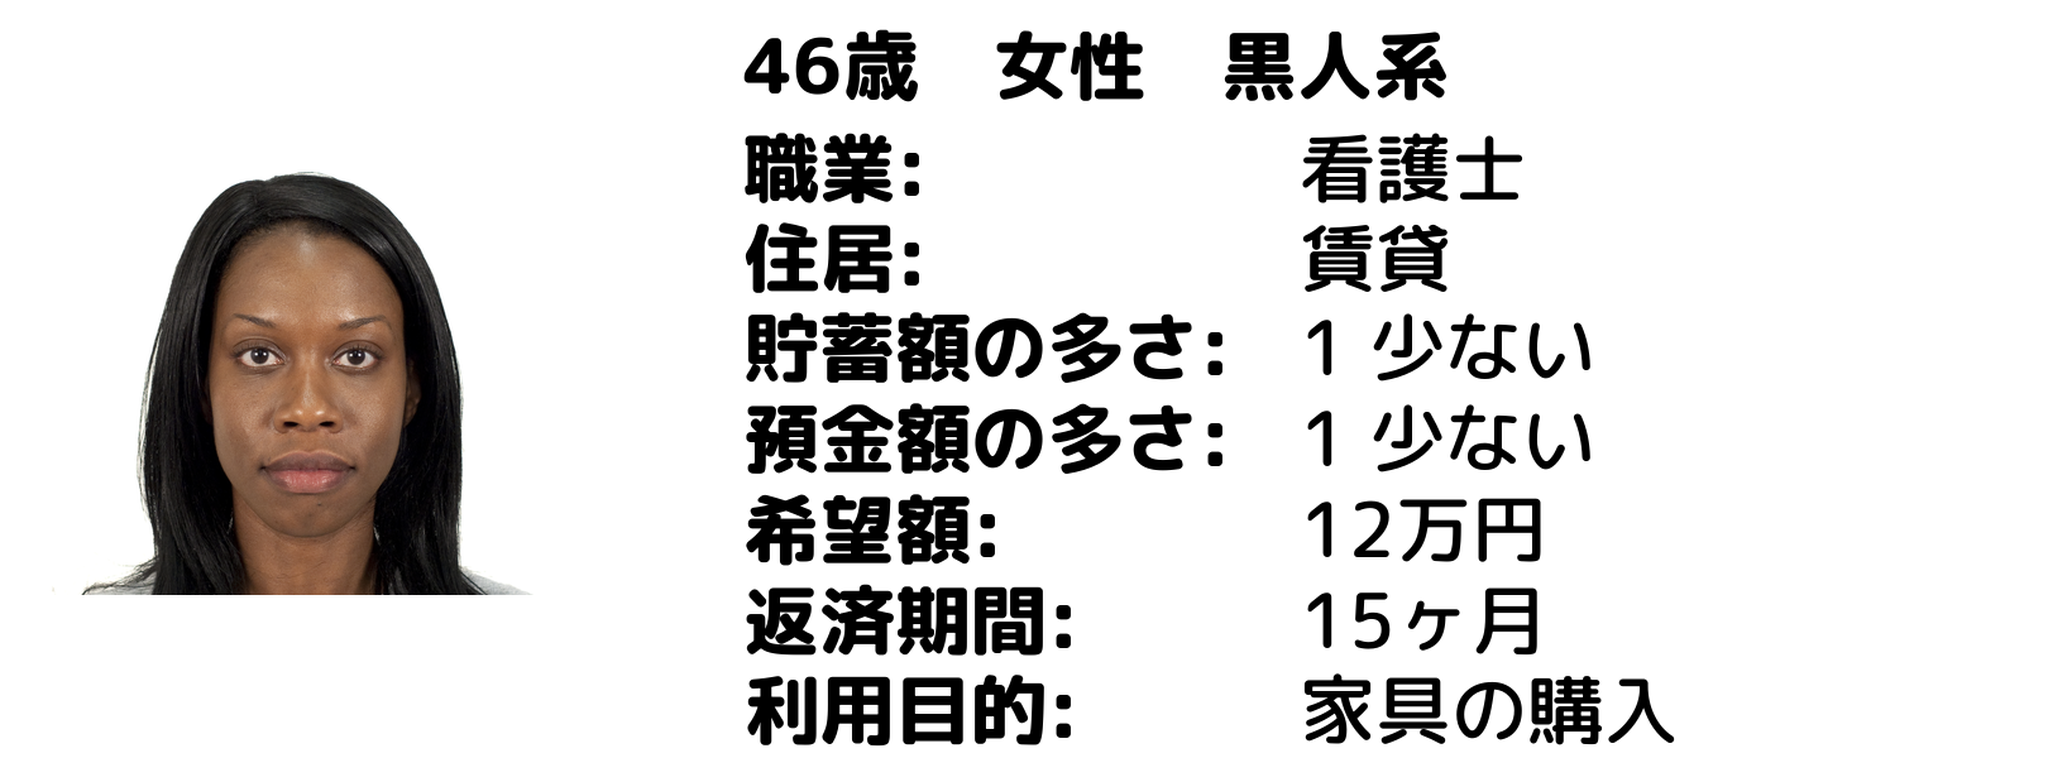 46歳　女性　黒人系
職業: 看護士
住居: 賃貸
貯蓄額の多さ: 1 少ない
預金額の多さ: 1 少ない
希望額: 12万円
返済期間: 15ヶ月
利用目的: 家具の購入